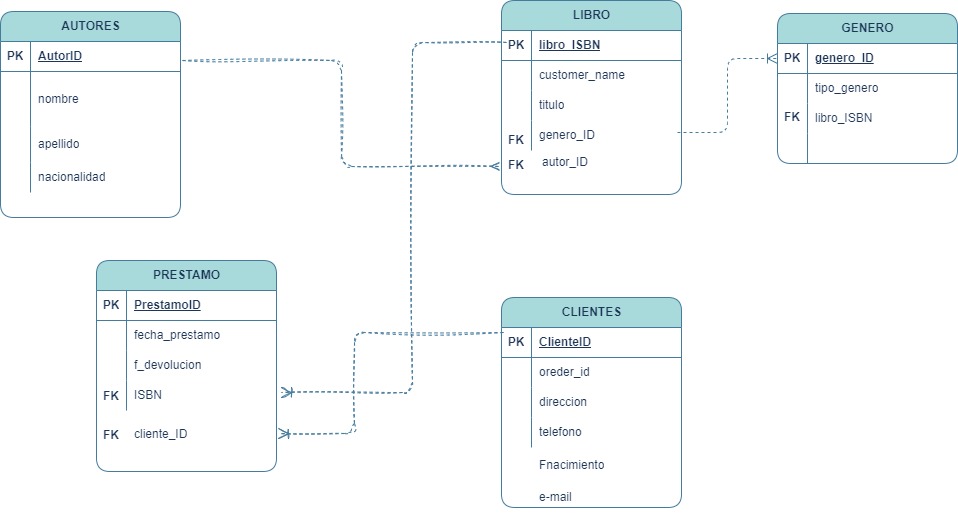 AUTORES
PK AutorID
nombre
apellido
nacionalidad
LIBRO
PK libro_ISBN
customer_name
titulo
FK genero_ID
FK autor_ID
GENERO
PK genero_ID
tipo_genero
FK libro_ISBN
PRESTAMO
PK PrestamoID
fecha_prestamo
f_devolucion
FK ISBN
FK cliente_ID
CLIENTES
PK ClienteID
oreder_id
direccion
telefono
Fnacimiento
e-mail